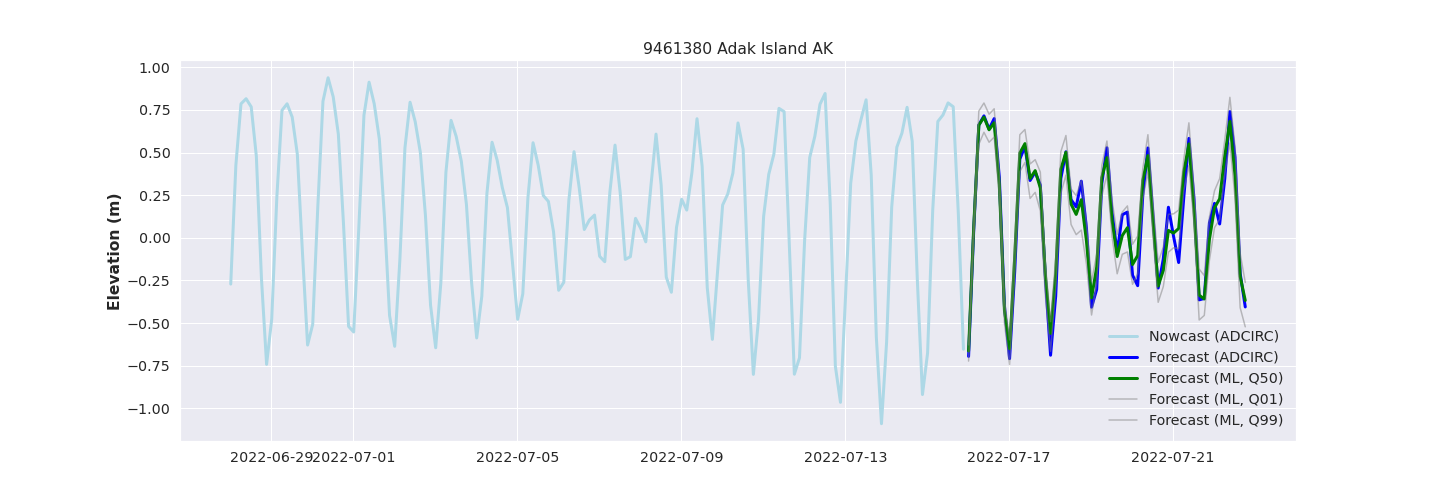 9461380 Adak Island AK
1.00
0.75
0.50
0.25
0.00
−0.25
−0.50
−0.75
−1.00
Elevation (m)
Nowcast (ADCIRC)
Forecast (ADCIRC)
Forecast (ML, Q50)
Forecast (ML, Q01)
Forecast (ML, Q99)
2022-06-29 2022-07-01 2022-07-05 2022-07-09 2022-07-13 2022-07-17 2022-07-21